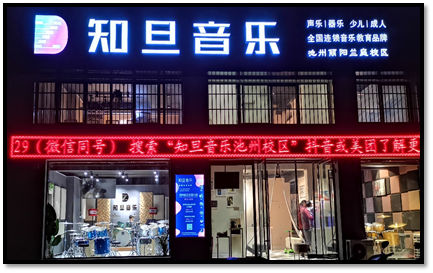 知旦音乐
声乐|器乐 少儿|成人
全国连锁音乐教育品牌
池州丽阳兰庭校区
29（微信同号） 搜索“知旦音乐池州校区”抖音或美团了解更
知旦音乐